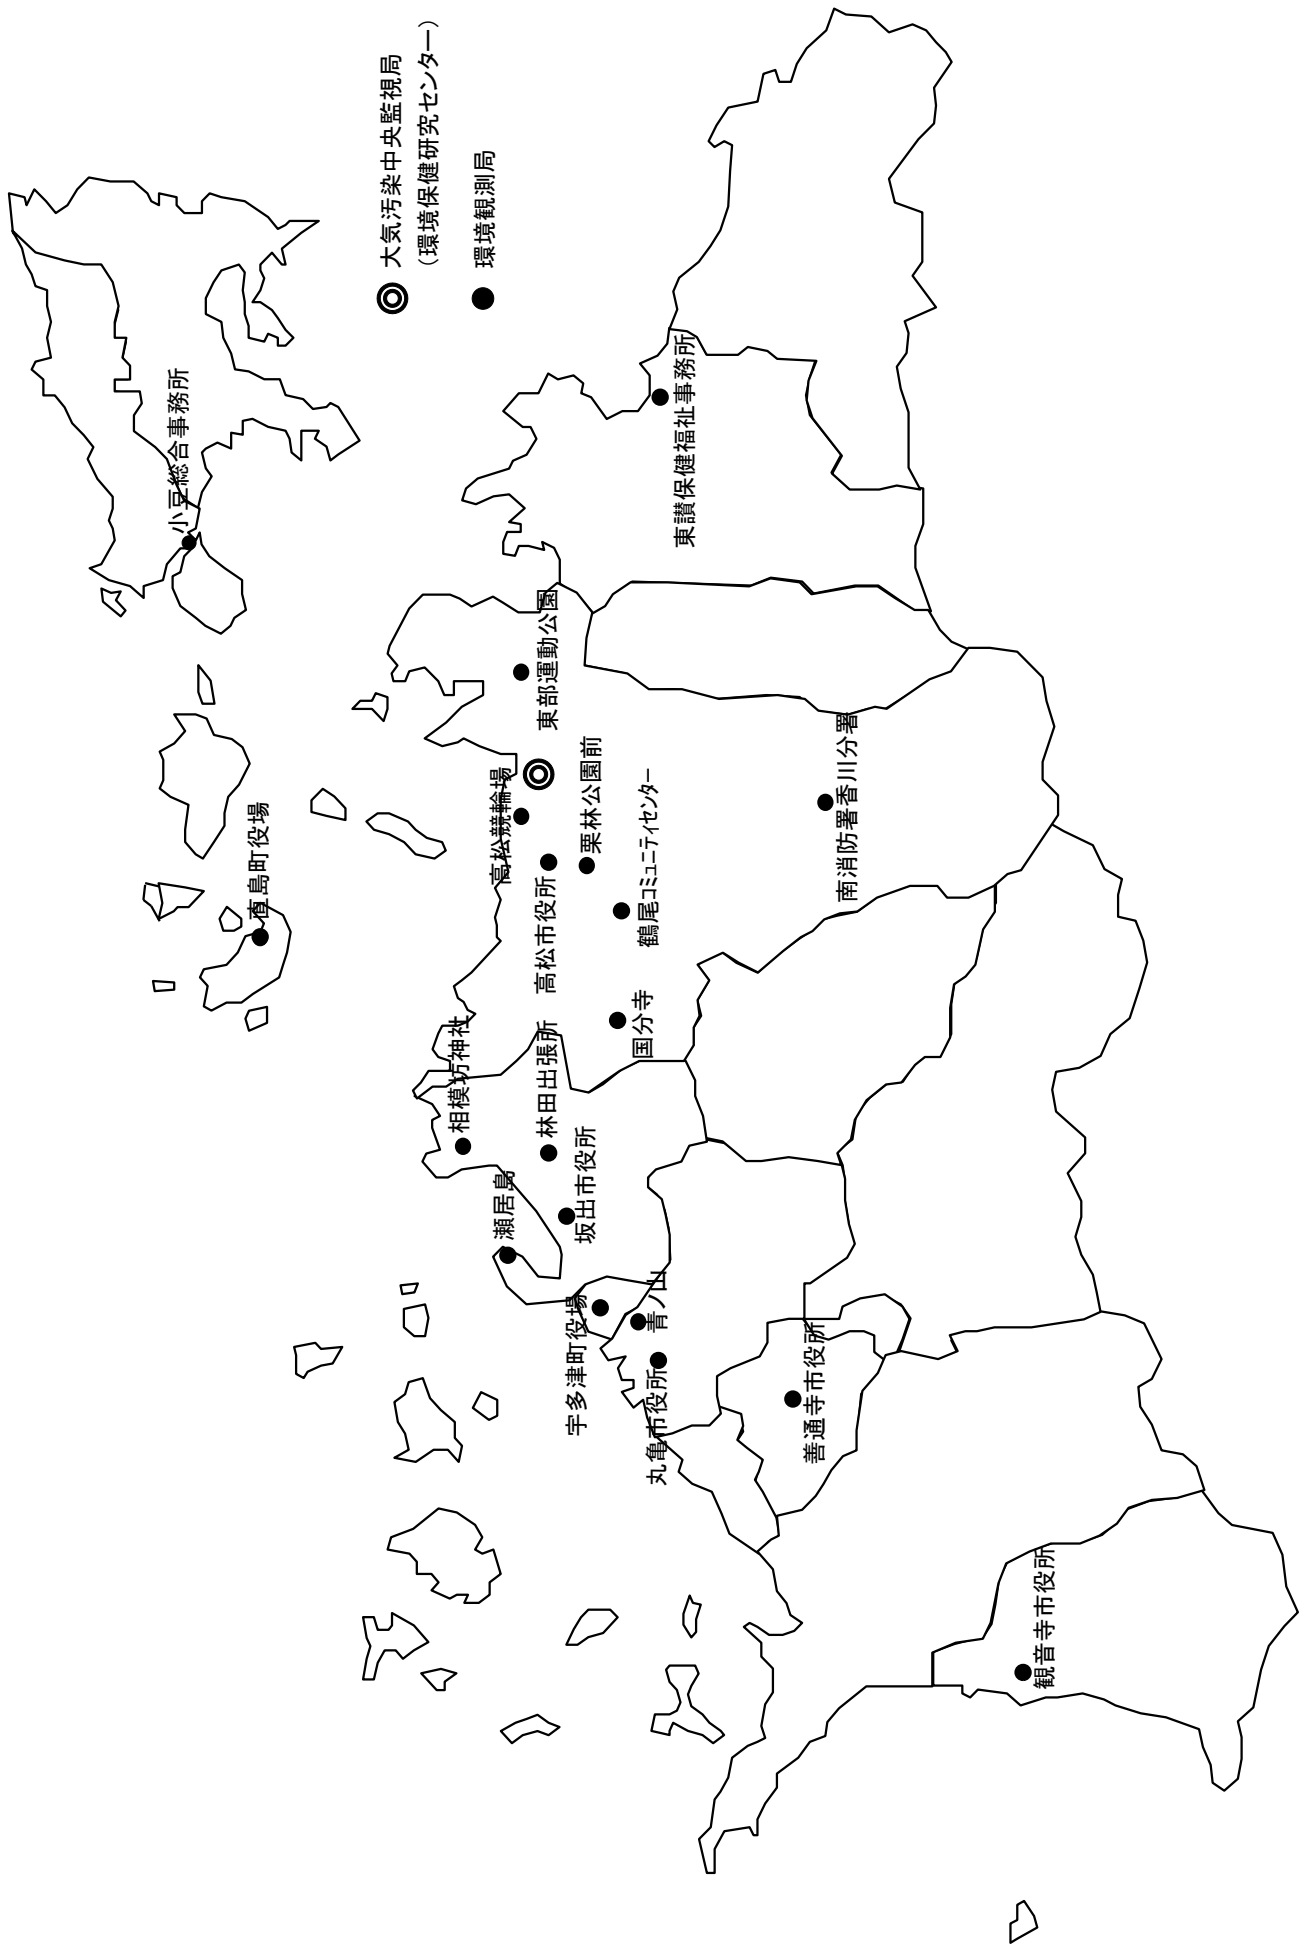 大気汚染中央監視局
（環境保健研究センター）
環境観測局
小豆総合事務所
直島町役場
東讃保健福祉事務所
東部運動公園
高松競輪場
栗林公園前
高松市役所
鶴尾コミュニティセンター
南消防署香川分署
国分寺
相模坊神社
林田出張所
坂出市役所
瀬居島
宇多津町役場
青ノ山
丸亀市役所
善通寺市役所
観音寺市役所